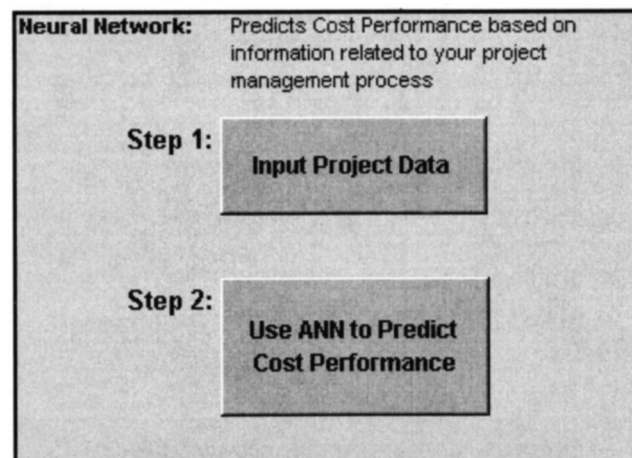 Neural Network: Predicts Cost Performance based on
information related to your project
management process
Step 1:
Input Project Data
Step 2:
Use ANN to Predict
Cost Performance